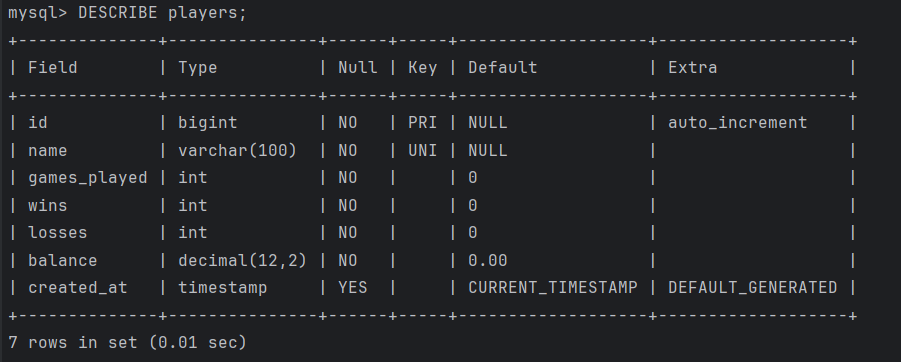 mysql> DESCRIBE players;
+--------------+---------------+------+-----+-------------------+-------------------+
| Field        | Type          | Null | Key | Default           | Extra             |
+--------------+---------------+------+-----+-------------------+-------------------+
| id           | bigint        | NO   | PRI | NULL              | auto_increment    |
| name         | varchar(100)  | NO   | UNI | NULL              |                   |
| games_played | int           | NO   |     | 0                 |                   |
| wins         | int           | NO   |     | 0                 |                   |
| losses       | int           | NO   |     | 0                 |                   |
| balance      | decimal(12,2) | NO   |     | 0.00              |                   |
| created_at   | timestamp     | YES  |     | CURRENT_TIMESTAMP | DEFAULT_GENERATED |
+--------------+---------------+------+-----+-------------------+-------------------+
7 rows in set (0.01 sec)